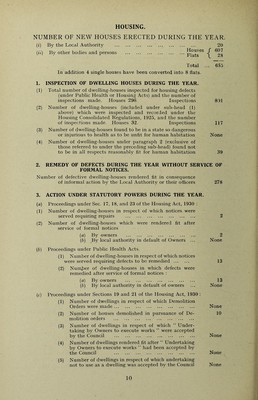 HOUSING.
NUMBER OF NEW HOUSES ERECTED DURING THE YEAR.
(i) By the Local Authority ... 20
(ii) By other bodies and persons ... Houses { 607
Flats { 28
Total ... 655
In addition 4 single houses have been converted into 8 flats.
1. INSPECTION OF DWELLING HOUSES DURING THE YEAR.
(1) Total number of dwelling-houses inspected for housing defects
(under Public Health or Housing Acts) and the number of
inspections made Houses 298 Inspections 831
(2) Number of dwelling-houses (included under sub-head (1)
above) which were inspected and recorded under the
Housing Consolidated Regulations, 1925, and the number
of inspections made Houses 32 Inspections 117
(3) Number of dwelling-houses found to be in a state so dangerous
or injurious to health as to be unfit for human habitation None
(4) Number of dwelling-houses under paragraph 2 (exclusive of
those referred to under the preceding sub-head) found not
to be in all respects reasonably fit for human habitation 30
2. REMEDY OF DEFECTS DURING THE YEAR WITHOUT SERVICE OF
FORMAL NOTICES.
Number of defective dwelling-houses rendered fit in consequence
of informal action by the Local Authority or their officers 278
3. ACTION UNDER STATUTORY POWERS DURING THE YEAR.
(a) Proceedings under Sec. 17, 18, and 23 of the Housing Act, 1930 :
(1) Number of dwelling-houses in respect of which notices were
served requiring repairs ... 2
(2) Number of dwelling-houses which were rendered fit after
service of formal notices
(a) By owners ... 2
(b) By local authority in default of Owners ... None
(b) Proceedings under Public Health Acts.
(1) Number of dwelling-houses in respect of which notices
were served requiring defects to be remedied ... 13
(2) Number of dwelling-houses in which defects were
remedied after service of formal notice :
(a) By owners ... 13
(b) By local authority in default of owners ... None
(c) Proceedings under Sections 19 and 21 of the Housing Act, 1930 :
(1) Number of dwellings in respect of which Demolition
Orders were made ... None
(2) Number of houses demolished in pursuance of De-
molition orders ... 10
(3) Number of dwellings in respect of which " Under-
taking by Owners to execute works " were accepted
by the Council ... None
(4) Number of dwellings rendered fit after " Undertaking
by Owners to execute works " had been accepted by
the Council ... None
(5) Number of dwellings in respect of which undertaking
not to use as a dwelling was accepted by the Council None
10